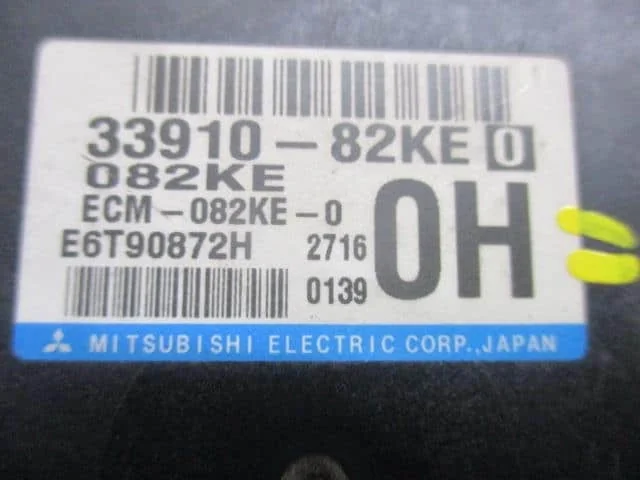 33910-82KE 0
082KE
ECM-082KE-0
E6T90872H 2716
0139
0H
MITSUBISHI ELECTRIC CORP., JAPAN